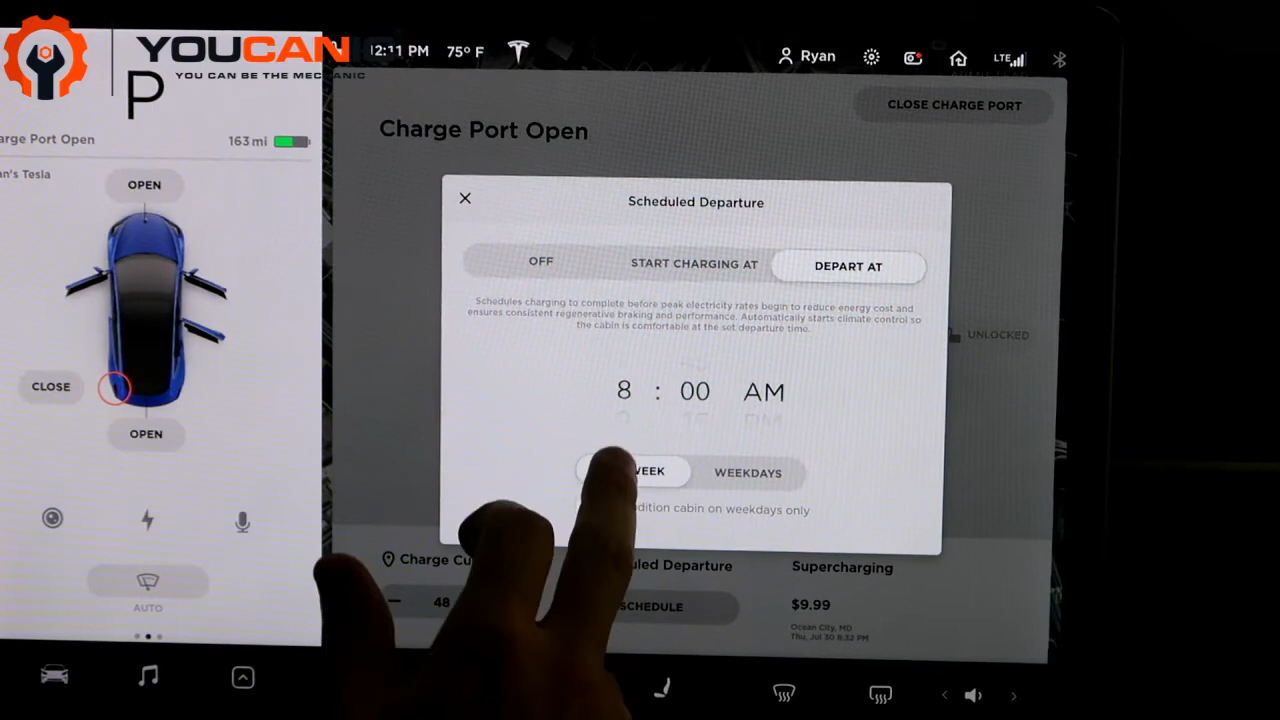 YOUCAN
YOU CAN BE THE MECHANIC
P
12:11 PM 75° F
Ryan
LTE
CLOSE CHARGE PORT
Charge Port Open
arge Port Open 163 mi
n's Tesla
OPEN
CLOSE
OPEN
AUTO
Scheduled Departure
OFF START CHARGING AT DEPART AT
Schedules charging to complete before peak electricity rates begin to reduce energy cost and
ensures consistent regenerative braking and performance. Automatically starts climate control so
the cabin is comfortable at the set departure time.
8 : 00 AM
WEEK WEEKDAYS
dition cabin on weekdays only
UNLOCKED
Charge Cu
48
uled Departure
SCHEDULE
Supercharging
$9.99
Ocean City, MD
Thu, Jul 30 8:32 PM